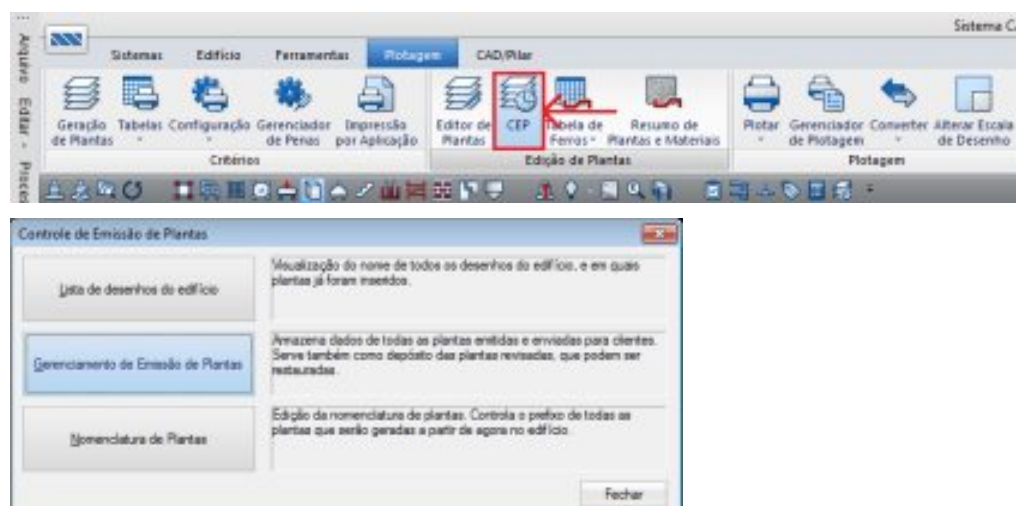 Sistema C
Arquivo Editar - Proces
Sistemas Edifício Ferramentas Plotagem CAD/Pilar
Geração de Plantas
Tabelas
Configuração
Gerenciador de Penas
Impressão por Aplicação
Editor de Plantas
CEP
Tabela de Ferros
Resumo de Plantas e Materiais
Plotar
Gerenciador de Plotagem
Converter
Alterar Escala de Desenho
Critérios
Edição de Plantas
Plotagem
Controle de Emissão de Plantas
Lista de desenhos do edifício
Visualização do nome de todos os desenhos do edifício, e em quais
plantas já foram inseridos.
Gerenciamento de Emissão de Plantas
Armazena dados de todas as plantas emitidas e enviadas para clientes.
Serve também como depósito das plantas revisadas, que podem ser
restauradas.
Nomenclatura de Plantas
Edição da nomenclatura de plantas. Controla o prefixo de todas as
plantas que serão geradas a partir de agora no edifício.
Fechar